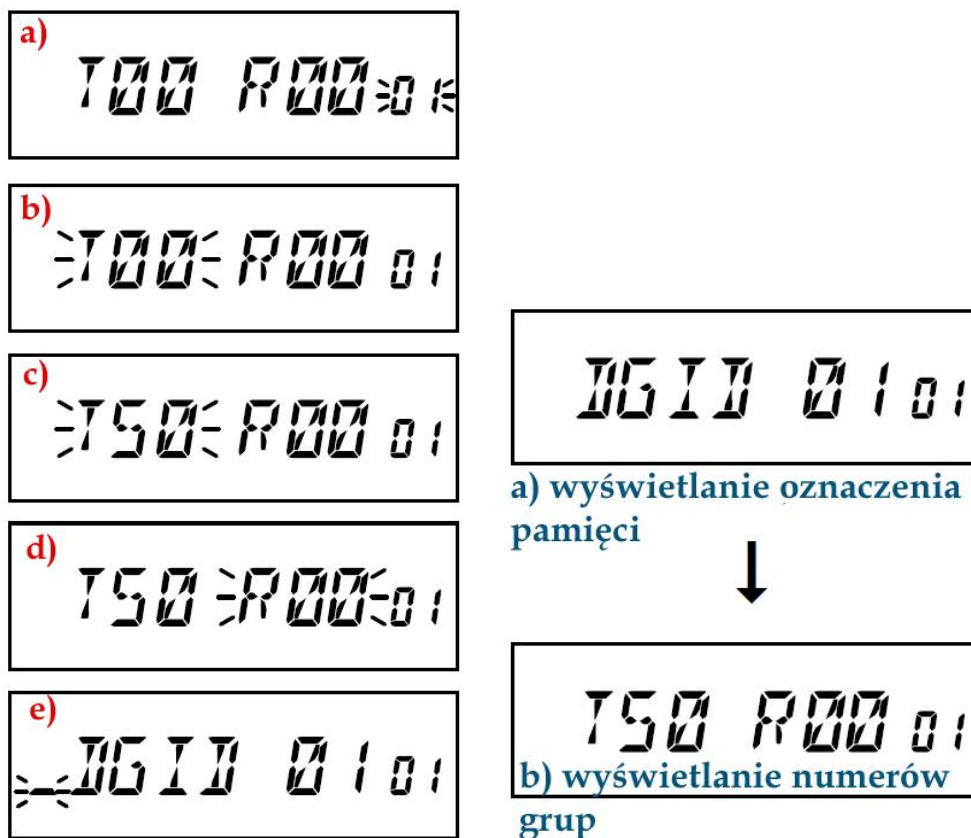 a)
T00 R00 01
b)
T00 R00 01
c)
T50 R00 01
d)
T50 R00 01
e)
_DGID 01 01
DGID 01 01
a) wyświetlanie oznaczenia
pamięci
T50 R00 01
b) wyświetlanie numerów
grup